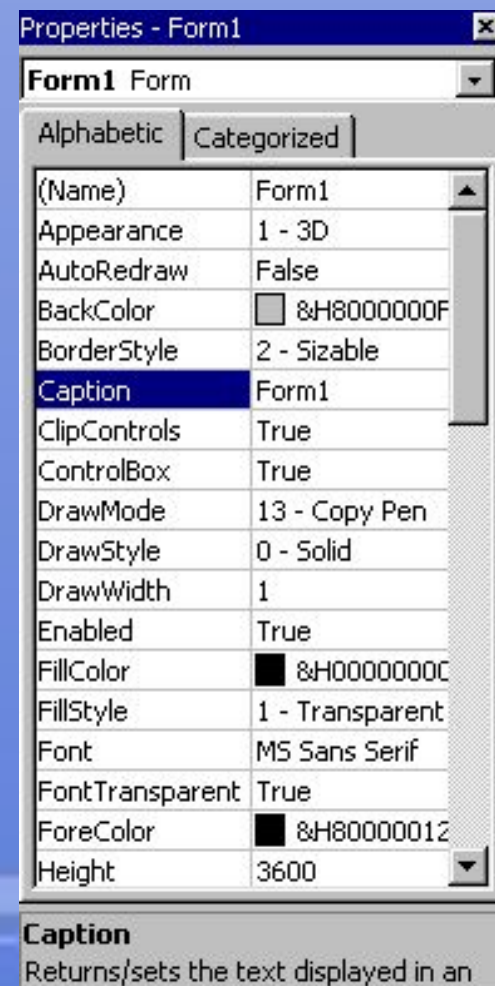 Properties - Form1
Form1 Form
Alphabetic Categorized
(Name) Form1
Appearance 1 - 3D
AutoRedraw False
BackColor &H8000000F
BorderStyle 2 - Sizable
Caption Form1
ClipControls True
ControlBox True
DrawMode 13 - Copy Pen
DrawStyle 0 - Solid
DrawWidth 1
Enabled True
FillColor &H0000000
FillStyle 1 - Transparent
Font MS Sans Serif
FontTransparent True
ForeColor &H80000012
Height 3600
Caption
Returns/sets the text displayed in an